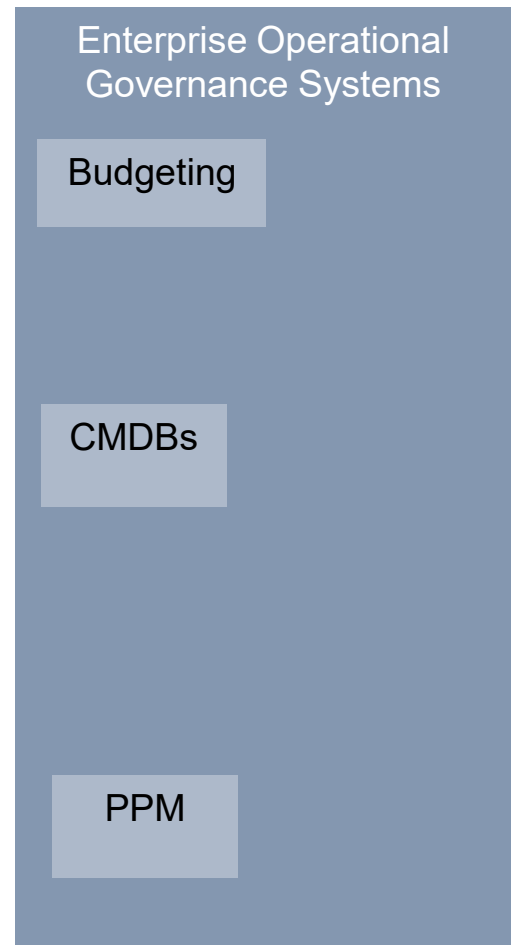 Enterprise Operational
Governance Systems
Budgeting
CMDBs
PPM